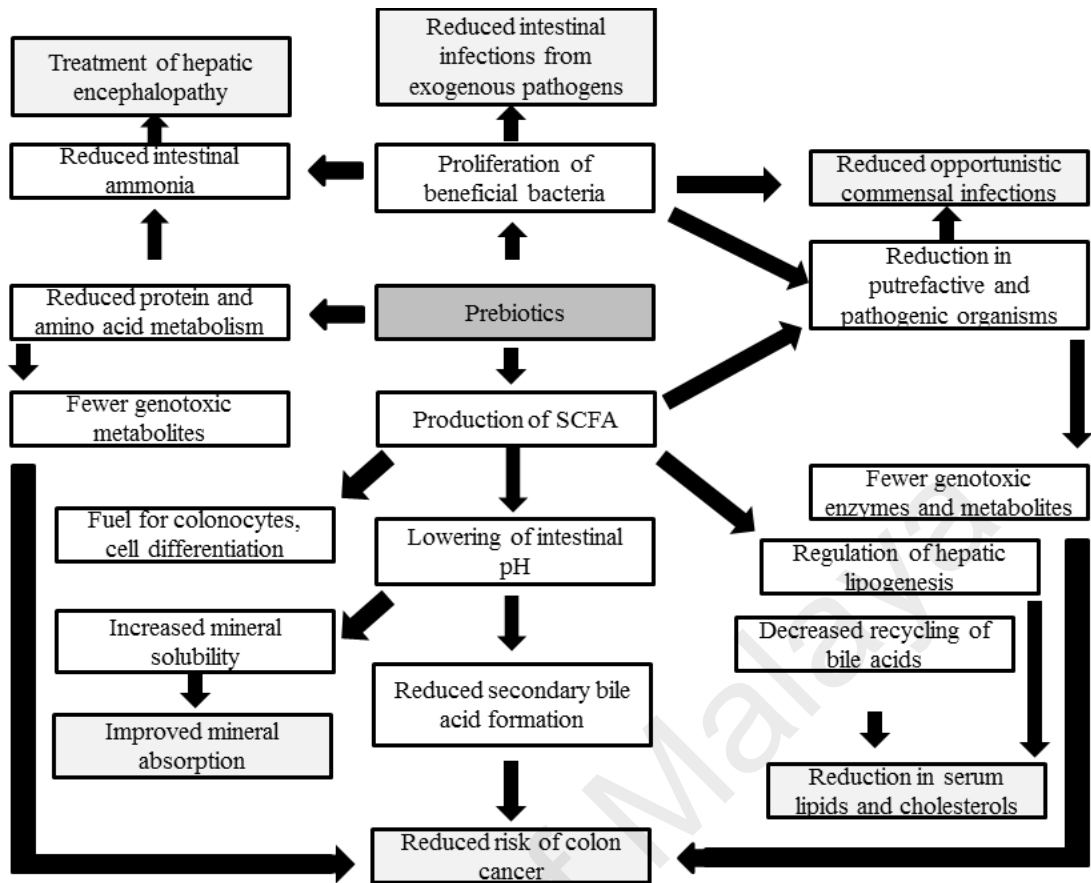 Reduced intestinal
infections from
exogenous pathogens
Treatment of hepatic
encephalopathy
Reduced intestinal
ammonia
Proliferation of
beneficial bacteria
Reduced opportunistic
commensal infections
Reduction in
putrefactive and
pathogenic organisms
Reduced protein and
amino acid metabolism
Prebiotics
Fewer genotoxic
metabolites
Production of SCFA
Fewer genotoxic
enzymes and metabolites
Fuel for colonocytes,
cell differentiation
Lowering of intestinal
pH
Regulation of hepatic
lipogenesis
Increased mineral
solubility
Decreased recycling of
bile acids
Reduced secondary bile
acid formation
Improved mineral
absorption
Reduction in serum
lipids and cholesterols
Reduced risk of colon
cancer
of Malaya